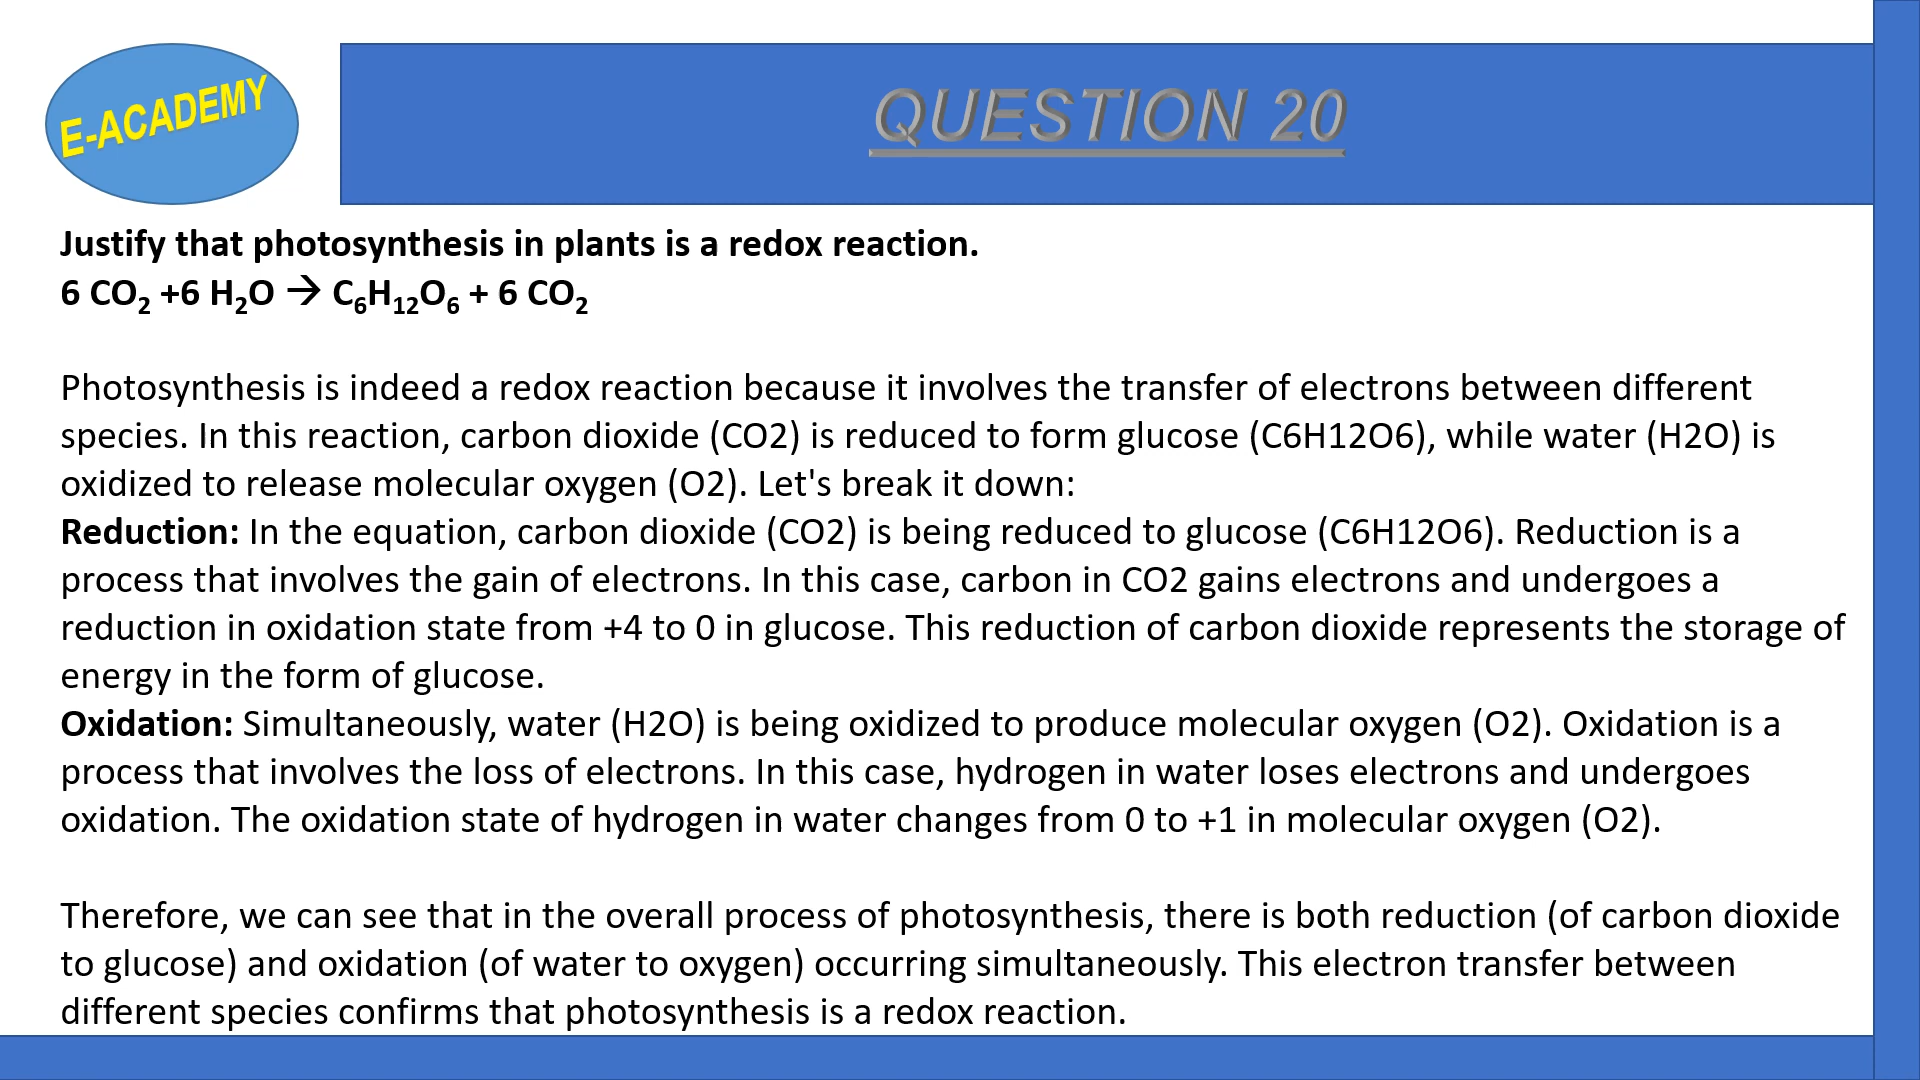 E-ACADEMY
QUESTION 20
Justify that photosynthesis in plants is a redox reaction.
6 CO₂ +6 H₂O → C₆H₁₂O₆ + 6 CO₂
Photosynthesis is indeed a redox reaction because it involves the transfer of electrons between different
species. In this reaction, carbon dioxide (CO2) is reduced to form glucose (C6H12O6), while water (H2O) is
oxidized to release molecular oxygen (O2). Let's break it down:
Reduction: In the equation, carbon dioxide (CO2) is being reduced to glucose (C6H12O6). Reduction is a
process that involves the gain of electrons. In this case, carbon in CO2 gains electrons and undergoes a
reduction in oxidation state from +4 to 0 in glucose. This reduction of carbon dioxide represents the storage of
energy in the form of glucose.
Oxidation: Simultaneously, water (H2O) is being oxidized to produce molecular oxygen (O2). Oxidation is a
process that involves the loss of electrons. In this case, hydrogen in water loses electrons and undergoes
oxidation. The oxidation state of hydrogen in water changes from 0 to +1 in molecular oxygen (O2).
Therefore, we can see that in the overall process of photosynthesis, there is both reduction (of carbon dioxide
to glucose) and oxidation (of water to oxygen) occurring simultaneously. This electron transfer between
different species confirms that photosynthesis is a redox reaction.